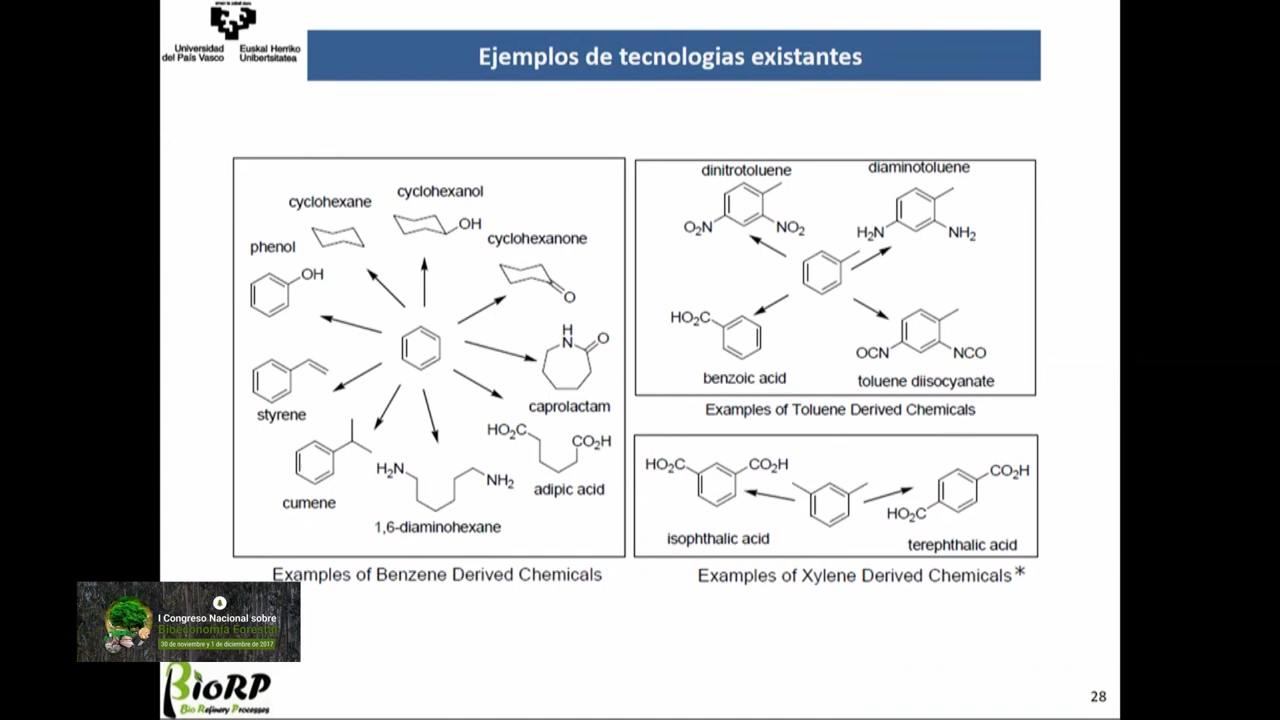 Universidad del País Vasco
Euskal Herriko Unibertsitatea
Ejemplos de tecnologias existantes
cyclohexane
cyclohexanol
OH
phenol
OH
cyclohexanone
O
H
N
O
caprolactam
styrene
cumene
H2N
NH2
1,6-diaminohexane
HO2C
CO2H
adipic acid
Examples of Benzene Derived Chemicals
dinitrotoluene
O2N
NO2
diaminotoluene
H2N
NH2
HO2C
benzoic acid
OCN
NCO
toluene diisocyanate
Examples of Toluene Derived Chemicals
HO2C
CO2H
isophthalic acid
CO2H
HO2C
terephthalic acid
Examples of Xylene Derived Chemicals*
I Congreso Nacional sobre
Bioeconomía Forestal
30 de noviembre y 1 de diciembre de 2017
BioRP
Bio Refinery Processes
28